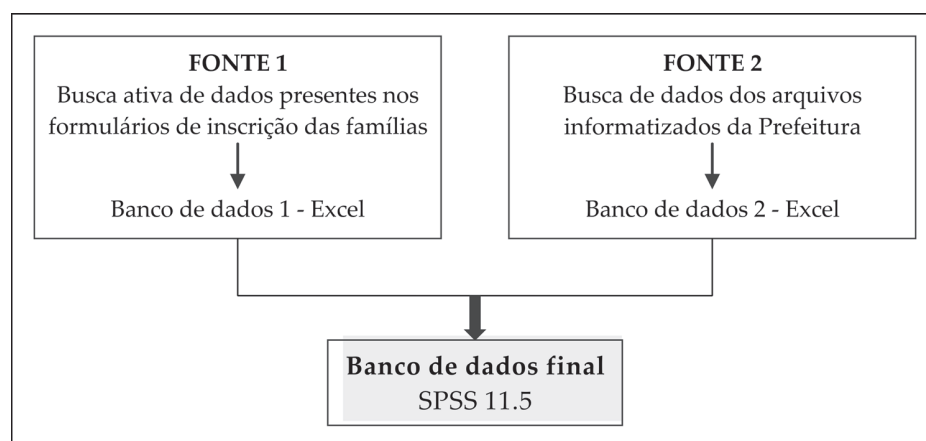 FONTE 1
Busca ativa de dados presentes nos
formulários de inscrição das famílias
Banco de dados 1 - Excel
FONTE 2
Busca de dados dos arquivos
informatizados da Prefeitura
Banco de dados 2 - Excel
Banco de dados final
SPSS 11.5